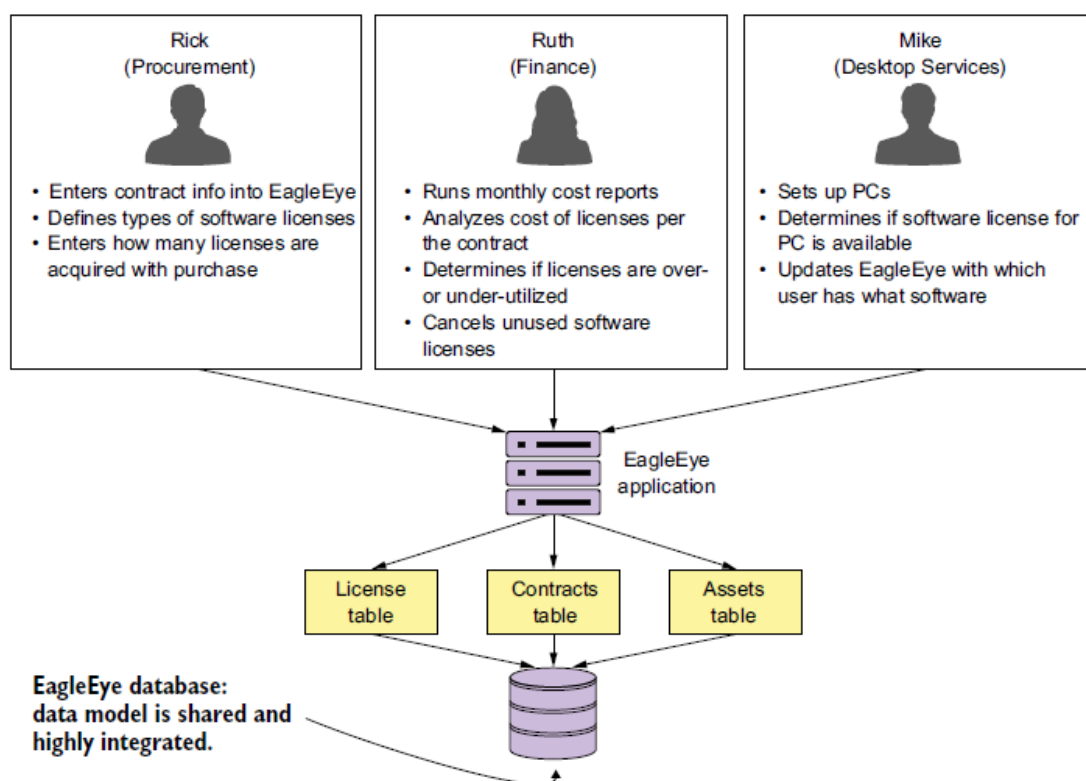 Rick
(Procurement)
• Enters contract info into EagleEye
• Defines types of software licenses
• Enters how many licenses are
acquired with purchase
Ruth
(Finance)
• Runs monthly cost reports
• Analyzes cost of licenses per
the contract
• Determines if licenses are over-
or under-utilized
• Cancels unused software
licenses
Mike
(Desktop Services)
• Sets up PCs
• Determines if software license for
PC is available
• Updates EagleEye with which
user has what software
EagleEye
application
License
table
Contracts
table
Assets
table
EagleEye database:
data model is shared and
highly integrated.